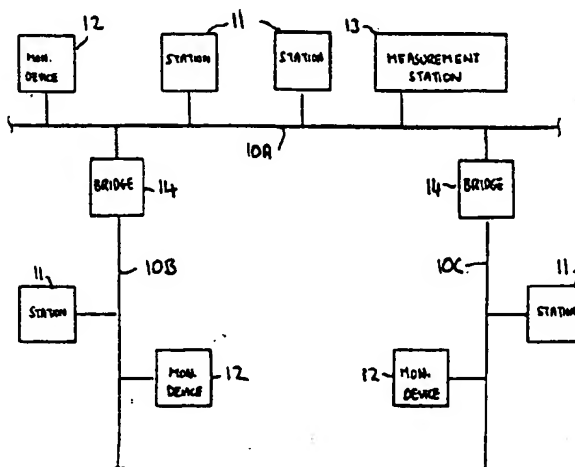 12
11
13
MON. DEVICE
STATION
STATION
MEASUREMENT STATION
10A
BRIDGE
14
14
BRIDGE
10B
10C
11
STATION
11
STATION
MON. DEVICE
12
12
MON. DEVICE